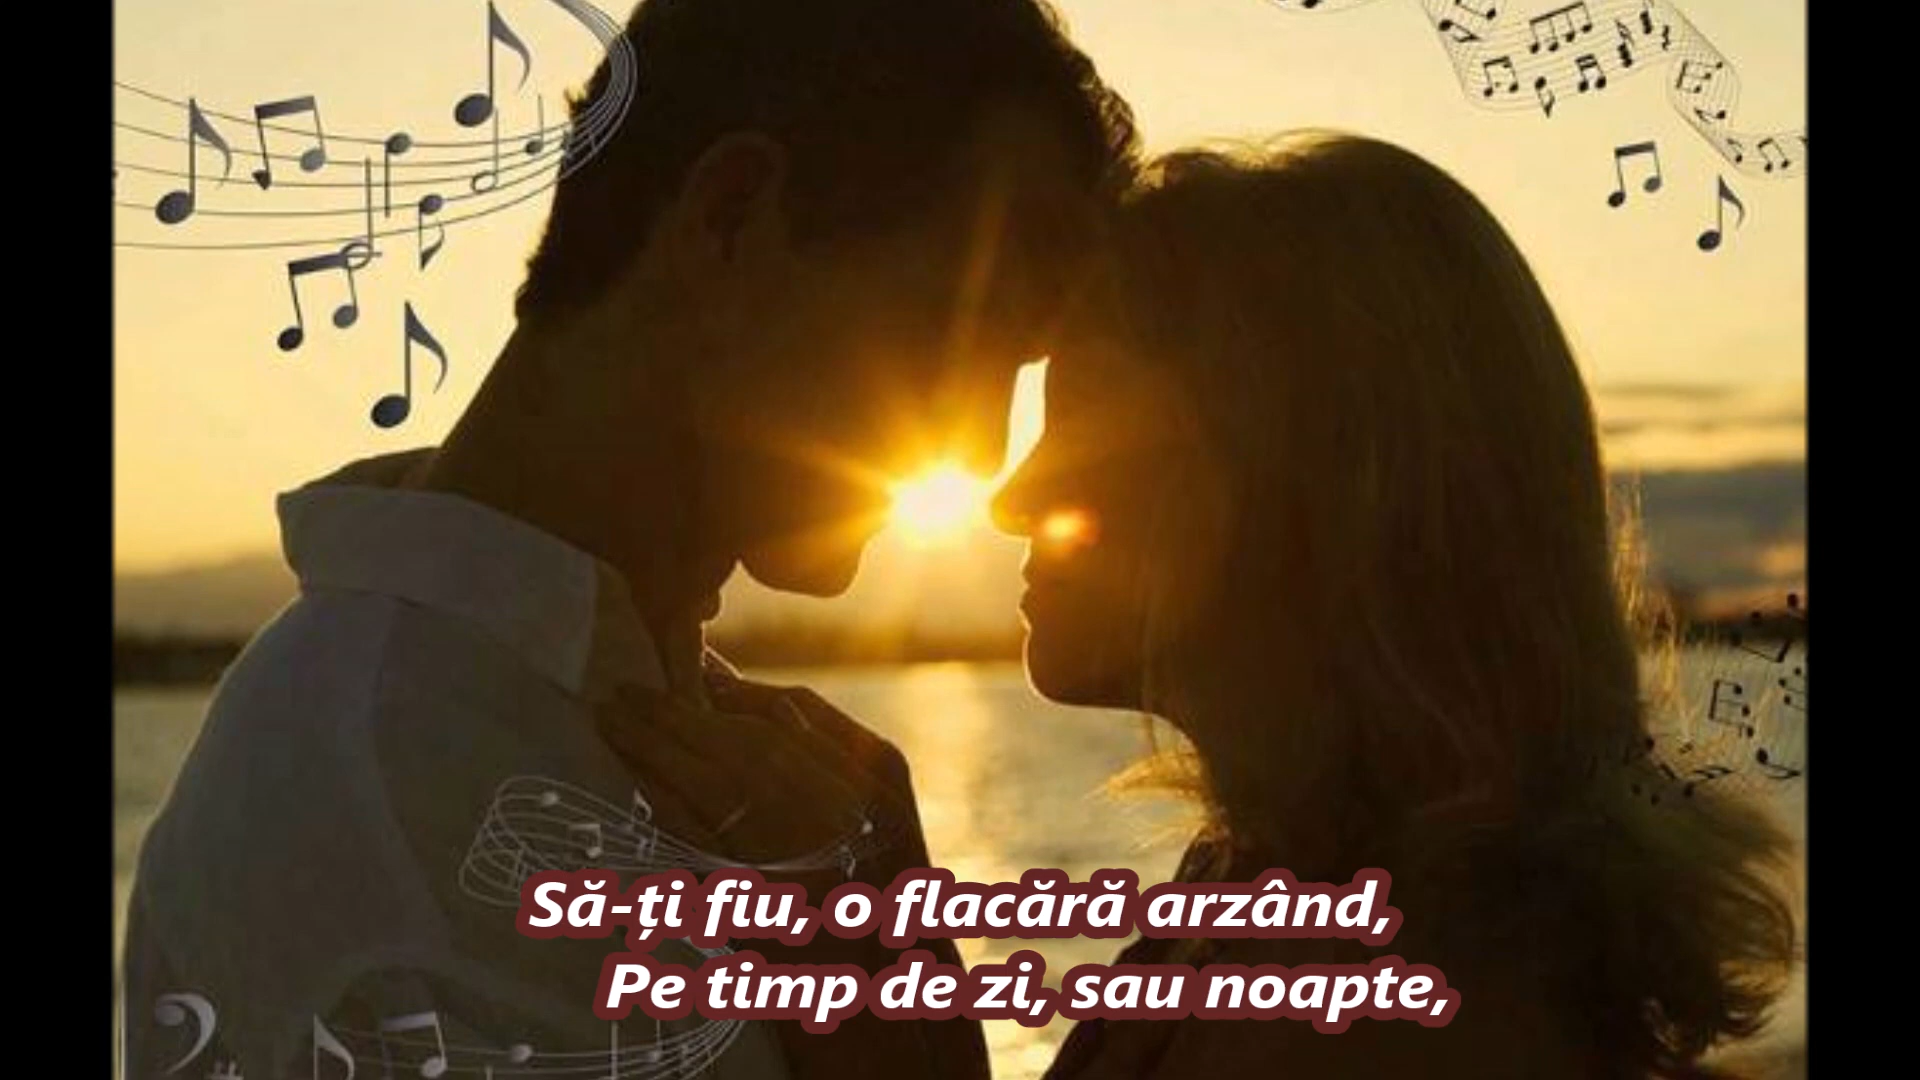 Să-ți fiu, o flacără arzând,
Pe timp de zi, sau noapte,